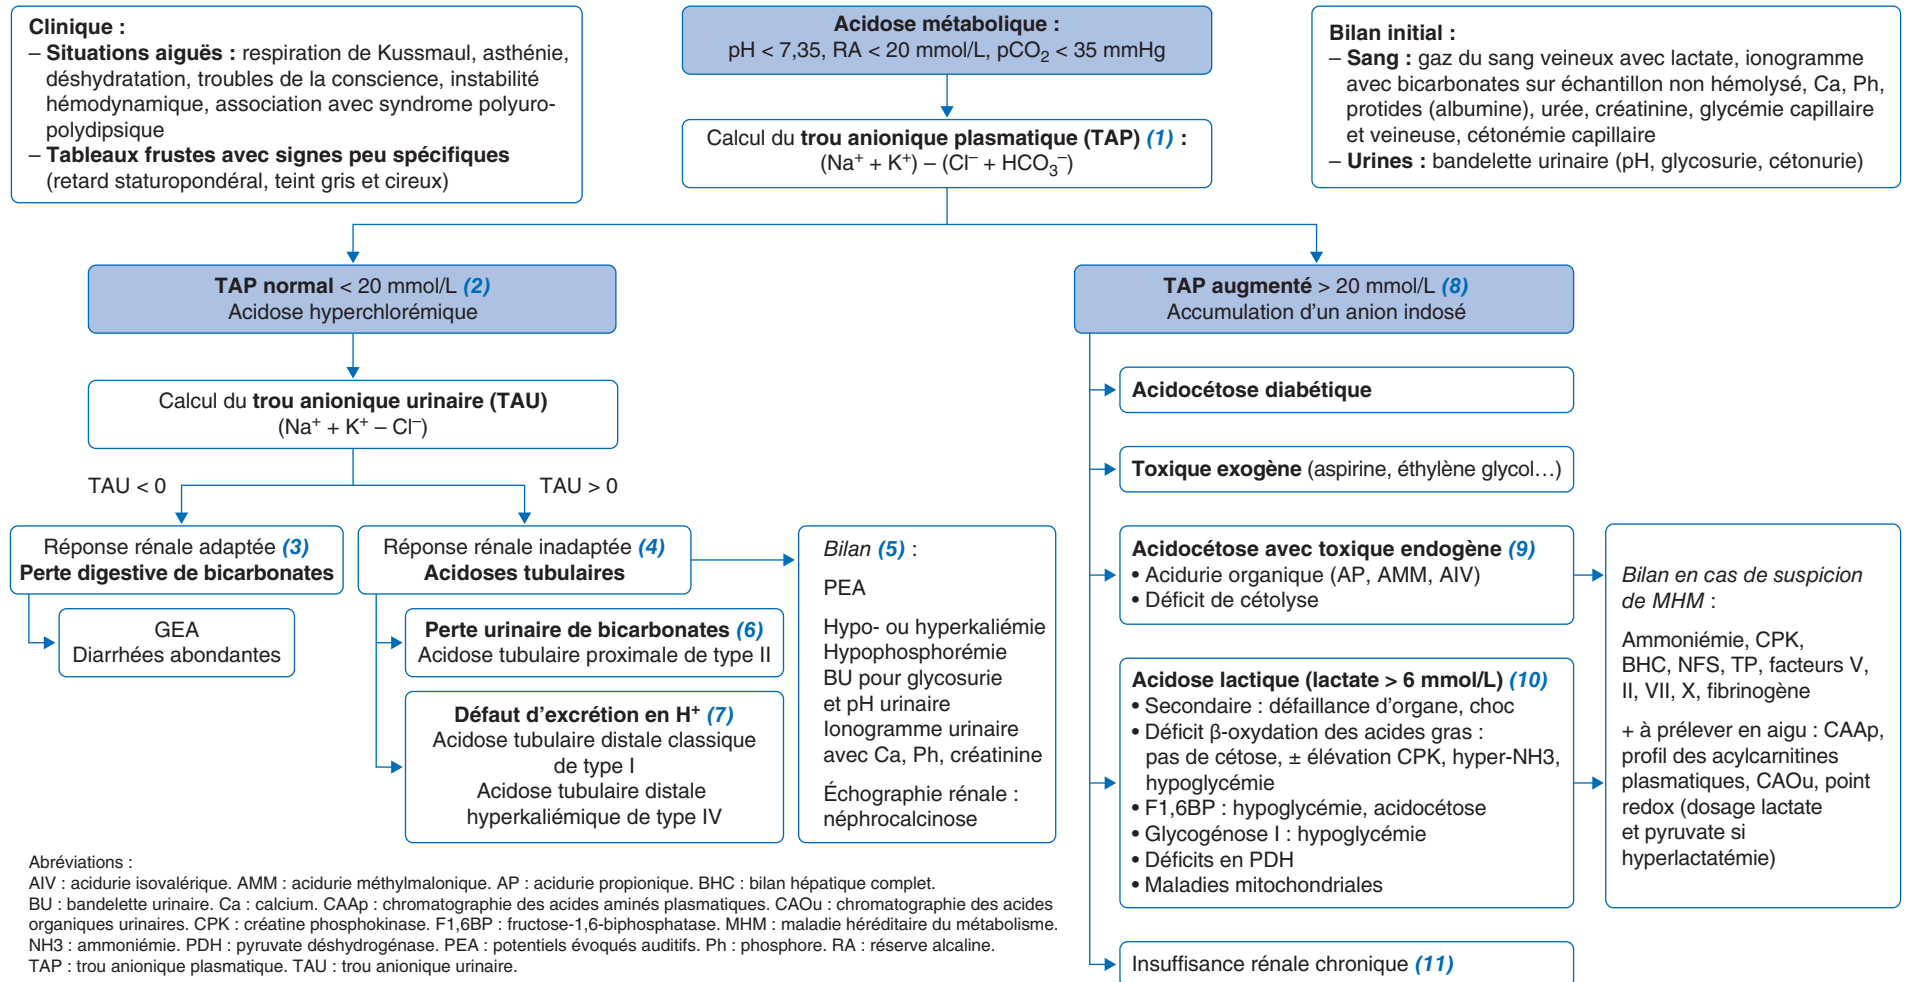 Clinique :
– Situations aiguës : respiration de Kussmaul, asthénie,
déshydratation, troubles de la conscience, instabilité
hémodynamique, association avec syndrome polyuro-
polydipsique
– Tableaux frustes avec signes peu spécifiques
(retard staturopondéral, teint gris et cireux)
Acidose métabolique :
pH < 7,35, RA < 20 mmol/L, pCO₂ < 35 mmHg
Calcul du trou anionique plasmatique (TAP) (1) :
(Na⁺ + K⁺) – (Cl⁻ + HCO₃⁻)
Bilan initial :
– Sang : gaz du sang veineux avec lactate, ionogramme
avec bicarbonates sur échantillon non hémolysé, Ca, Ph,
protides (albumine), urée, créatinine, glycémie capillaire
et veineuse, cétonémie capillaire
– Urines : bandelette urinaire (pH, glycosurie, cétonurie)
TAP normal < 20 mmol/L (2)
Acidose hyperchlorémique
Calcul du trou anionique urinaire (TAU)
(Na⁺ + K⁺ – Cl⁻)
TAU < 0
TAU > 0
Réponse rénale adaptée (3)
Perte digestive de bicarbonates
GEA
Diarrhées abondantes
Réponse rénale inadaptée (4)
Acidoses tubulaires
Perte urinaire de bicarbonates (6)
Acidose tubulaire proximale de type II
Défaut d'excrétion en H⁺ (7)
Acidose tubulaire distale classique
de type I
Acidose tubulaire distale
hyperkaliémique de type IV
Bilan (5) :
PEA
Hypo- ou hyperkaliémie
Hypophosphorémie
BU pour glycosurie
et pH urinaire
Ionogramme urinaire
avec Ca, Ph, créatinine
Échographie rénale :
néphrocalcinose
TAP augmenté > 20 mmol/L (8)
Accumulation d'un anion indosé
Acidocétose diabétique
Toxique exogène (aspirine, éthylène glycol…)
Acidocétose avec toxique endogène (9)
• Acidurie organique (AP, AMM, AIV)
• Déficit de cétolyse
Acidose lactique (lactate > 6 mmol/L) (10)
• Secondaire : défaillance d'organe, choc
• Déficit β-oxydation des acides gras :
pas de cétose, ± élévation CPK, hyper-NH3,
hypoglycémie
• F1,6BP : hypoglycémie, acidocétose
• Glycogénose I : hypoglycémie
• Déficits en PDH
• Maladies mitochondriales
Insuffisance rénale chronique (11)
Bilan en cas de suspicion
de MHM :
Ammoniémie, CPK,
BHC, NFS, TP, facteurs V,
II, VII, X, fibrinogène
+ à prélever en aigu : CAAp,
profil des acylcarnitines
plasmatiques, CAOu, point
redox (dosage lactate
et pyruvate si
hyperlactatémie)
Abréviations :
AIV : acidurie isovalérique. AMM : acidurie méthylmalonique. AP : acidurie propionique. BHC : bilan hépatique complet.
BU : bandelette urinaire. Ca : calcium. CAAp : chromatographie des acides aminés plasmatiques. CAOu : chromatographie des acides
organiques urinaires. CPK : créatine phosphokinase. F1,6BP : fructose-1,6-biphosphatase. MHM : maladie héréditaire du métabolisme.
NH3 : ammoniémie. PDH : pyruvate déshydrogénase. PEA : potentiels évoqués auditifs. Ph : phosphore. RA : réserve alcaline.
TAP : trou anionique plasmatique. TAU : trou anionique urinaire.